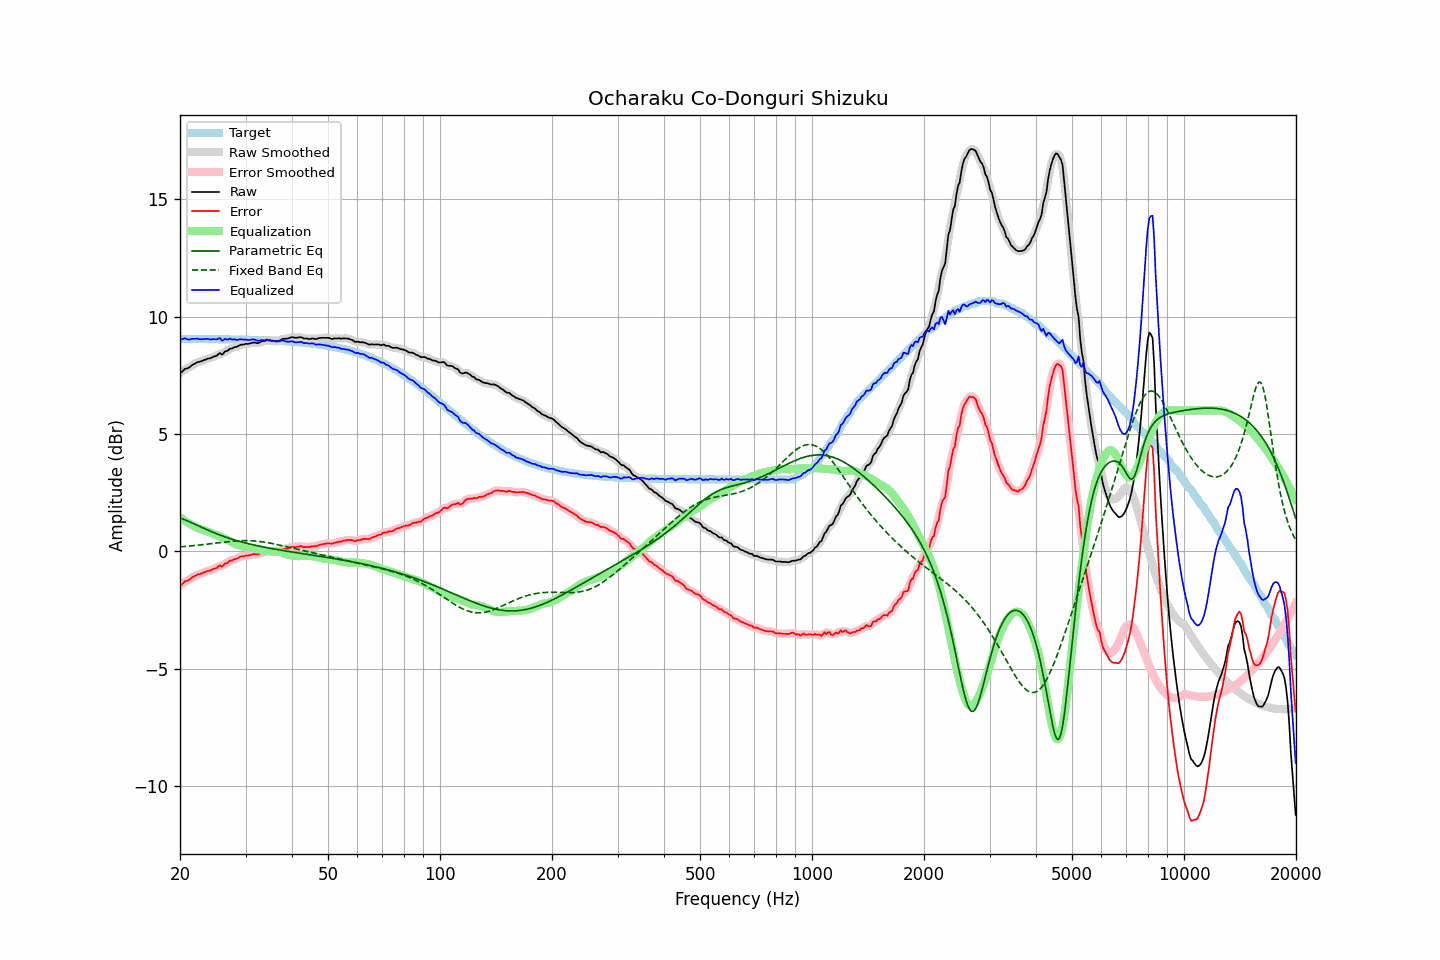 Ocharaku Co-Donguri Shizuku
Target
Raw Smoothed
Error Smoothed
Raw
Error
Equalization
Parametric Eq
Fixed Band Eq
Equalized
Amplitude (dBr)
15
10
5
0
−5
−10
20
50
100
200
500
1000
2000
5000
10000
20000
Frequency (Hz)